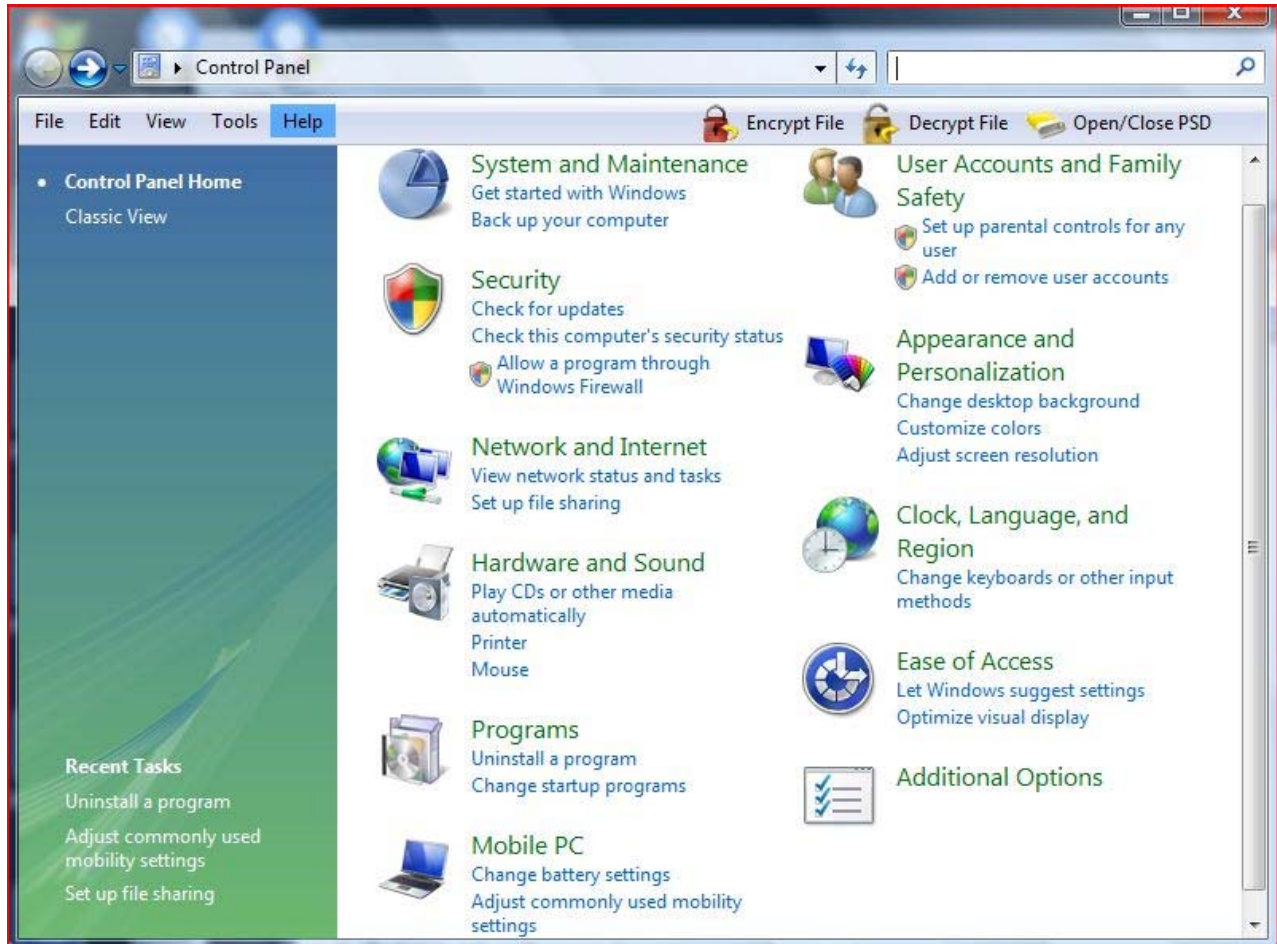 Control Panel
File Edit View Tools Help
Encrypt File Decrypt File Open/Close PSD
Control Panel Home
Classic View
Recent Tasks
Uninstall a program
Adjust commonly used
mobility settings
Set up file sharing
System and Maintenance
Get started with Windows
Back up your computer
Security
Check for updates
Check this computer's security status
Allow a program through
Windows Firewall
Network and Internet
View network status and tasks
Set up file sharing
Hardware and Sound
Play CDs or other media
automatically
Printer
Mouse
Programs
Uninstall a program
Change startup programs
Mobile PC
Change battery settings
Adjust commonly used mobility
settings
User Accounts and Family
Safety
Set up parental controls for any
user
Add or remove user accounts
Appearance and
Personalization
Change desktop background
Customize colors
Adjust screen resolution
Clock, Language, and
Region
Change keyboards or other input
methods
Ease of Access
Let Windows suggest settings
Optimize visual display
Additional Options